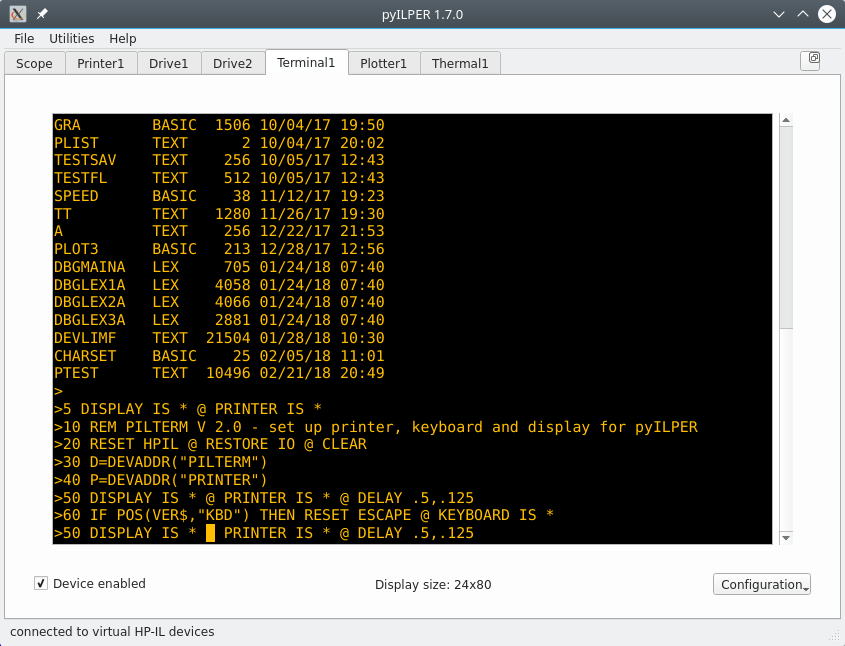 pyILPER 1.7.0
File Utilities Help
Scope Printer1 Drive1 Drive2 Terminal1 Plotter1 Thermal1
GRA        BASIC  1506 10/04/17 19:50
PLIST      TEXT      2 10/04/17 20:02
TESTSAV    TEXT    256 10/05/17 12:43
TESTFL     TEXT    512 10/05/17 12:43
SPEED      BASIC    38 11/12/17 19:23
TT         TEXT   1280 11/26/17 19:30
A          TEXT    256 12/22/17 21:53
PLOT3      BASIC   213 12/28/17 12:56
DBGMAINA   LEX     705 01/24/18 07:40
DBGLEX1A   LEX    4058 01/24/18 07:40
DBGLEX2A   LEX    4066 01/24/18 07:40
DBGLEX3A   LEX    2881 01/24/18 07:40
DEVLIMF    TEXT  21504 01/28/18 10:30
CHARSET    BASIC    25 02/05/18 11:01
PTEST      TEXT  10496 02/21/18 20:49
>
>5 DISPLAY IS * @ PRINTER IS *
>10 REM PILTERM V 2.0 - set up printer, keyboard and display for pyILPER
>20 RESET HPIL @ RESTORE IO @ CLEAR
>30 D=DEVADDR("PILTERM")
>40 P=DEVADDR("PRINTER")
>50 DISPLAY IS * @ PRINTER IS * @ DELAY .5,.125
>60 IF POS(VER$,"KBD") THEN RESET ESCAPE @ KEYBOARD IS *
>50 DISPLAY IS *   PRINTER IS * @ DELAY .5,.125
Device enabled
Display size: 24x80
Configuration
connected to virtual HP-IL devices